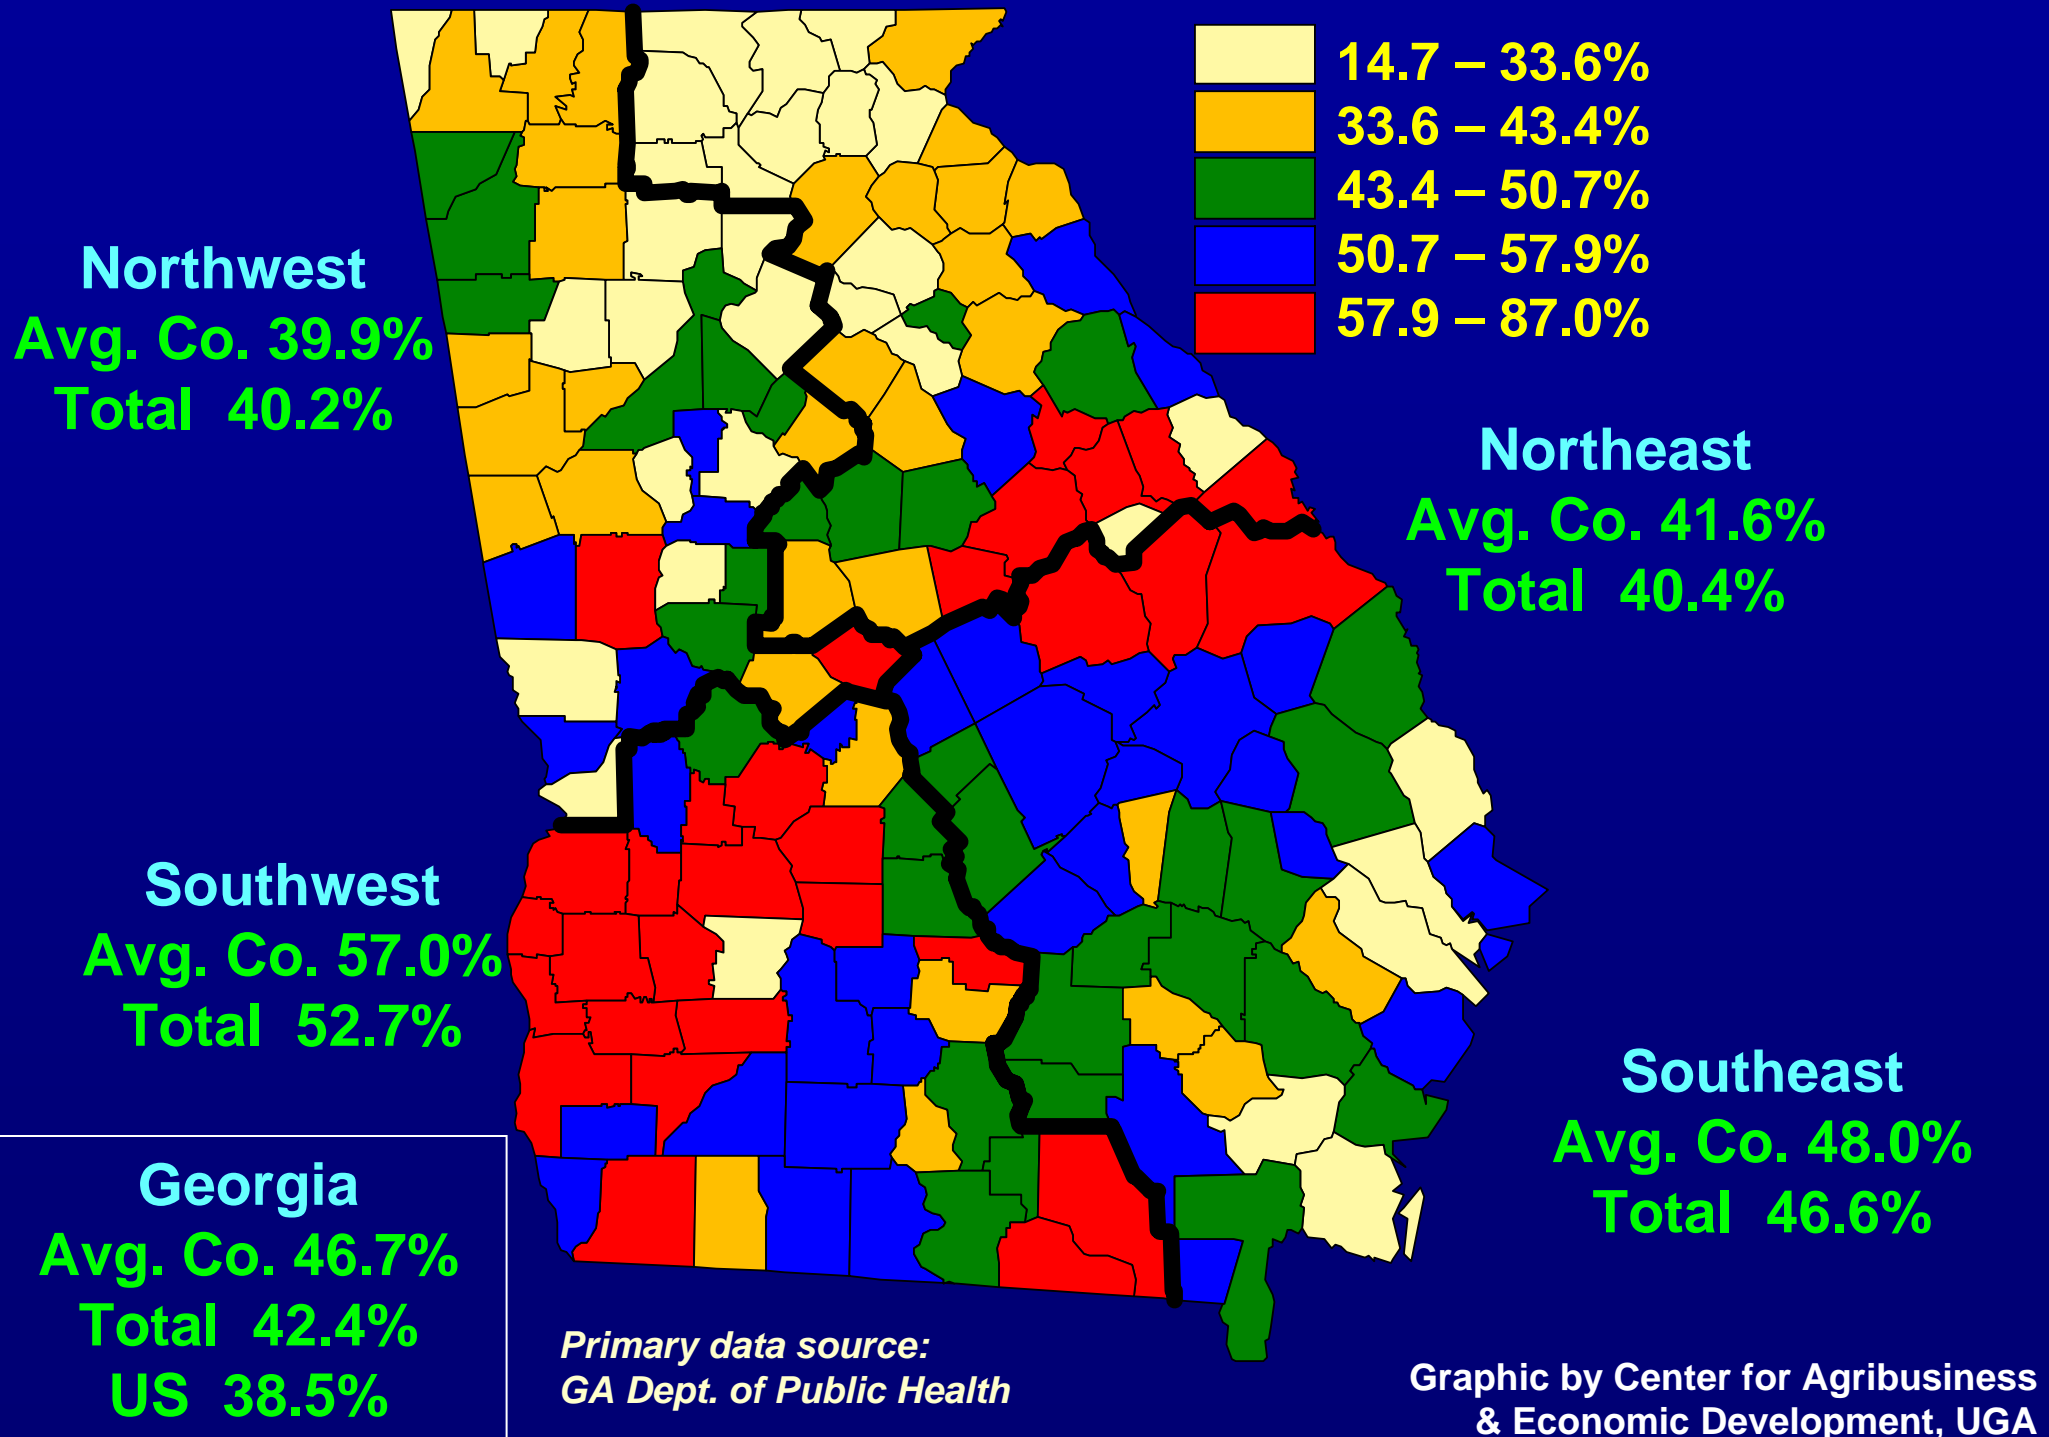 14.7 – 33.6%
33.6 – 43.4%
43.4 – 50.7%
50.7 – 57.9%
57.9 – 87.0%
Northwest
Avg. Co. 39.9%
Total 40.2%
Northeast
Avg. Co. 41.6%
Total 40.4%
Southwest
Avg. Co. 57.0%
Total 52.7%
Southeast
Avg. Co. 48.0%
Total 46.6%
Georgia
Avg. Co. 46.7%
Total 42.4%
US 38.5%
Primary data source:
GA Dept. of Public Health
Graphic by Center for Agribusiness
& Economic Development, UGA